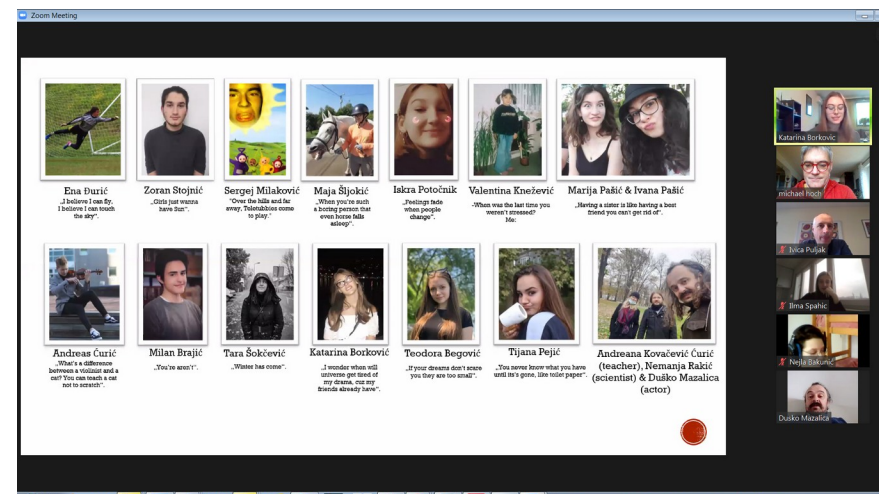 Zoom Meeting
Ena Đurić
„I believe I can fly,
I believe I can touch
the sky“.
Zoran Stojnić
„Girls just wanna
have Sun“.
Sergej Milaković
"Over the hills and far
away, Teletubbies come
to play."
Maja Šljokić
„When you're such
a boring person that
even horse falls
asleep“.
Iskra Potočnik
„Feelings fade
when people
change“.
Valentina Knežević
-When was the last time you
weren't stressed?
Me:
Marija Pašić & Ivana Pašić
„Having a sister is like having a best
friend you can't get rid of“.
Andreas Ćurić
"What's a difference
between a violinist and a
cat? You can teach a cat
not to scratch".
Milan Brajić
„You're aren't“.
Tara Šokčević
„Winter has come“.
Katarina Borković
„I wonder when will
universe get tired of
my drama, cuz my
friends already have“.
Teodora Begović
„If your dreams don't scare
you they are too small“.
Tijana Pejić
„You never know what you have
until its's gone, like toilet paper“.
Andreana Kovačević Ćurić
(teacher), Nemanja Rakić
(scientist) & Duško Mazalica
(actor)
Katarina Borkovic
michael hoch
Ivica Puljak
Ilma Spahic
Nejla Bakunić
Duško Mazalica